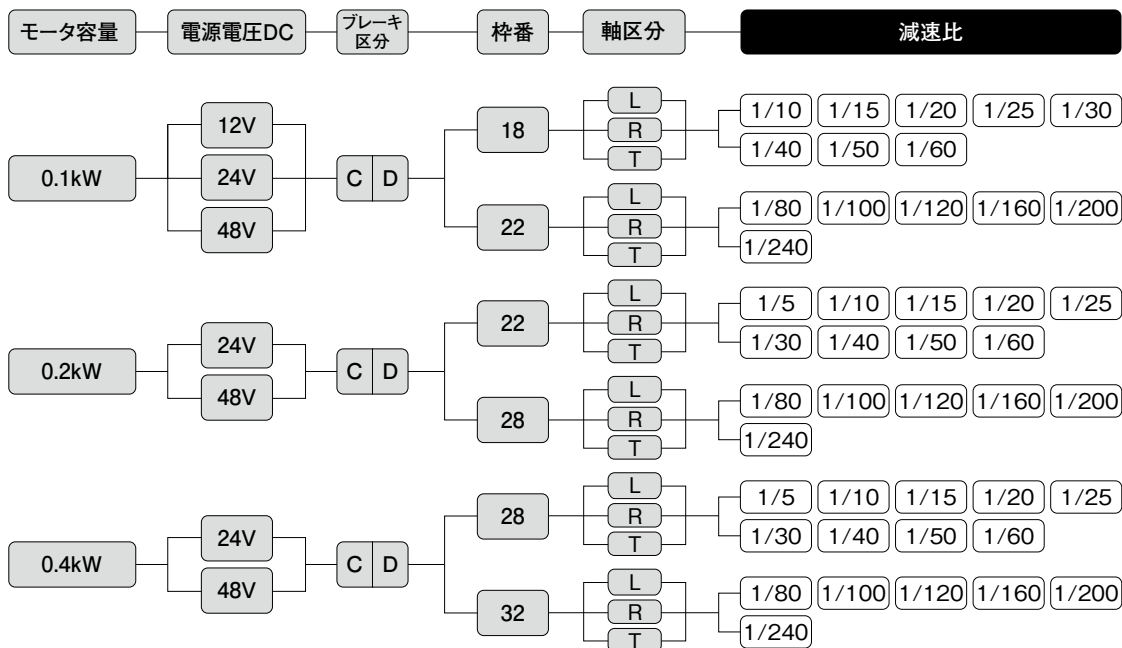 モータ容量 電源電圧DC ブレーキ区分 枠番 軸区分 減速比
0.1kW
12V
24V
48V
C D
18
L
R
T
1/10 1/15 1/20 1/25 1/30
1/40 1/50 1/60
22
L
R
T
1/80 1/100 1/120 1/160 1/200
1/240
0.2kW
24V
48V
C D
22
L
R
T
1/5 1/10 1/15 1/20 1/25
1/30 1/40 1/50 1/60
28
L
R
T
1/80 1/100 1/120 1/160 1/200
1/240
0.4kW
24V
48V
C D
28
L
R
T
1/5 1/10 1/15 1/20 1/25
1/30 1/40 1/50 1/60
32
L
R
T
1/80 1/100 1/120 1/160 1/200
1/240